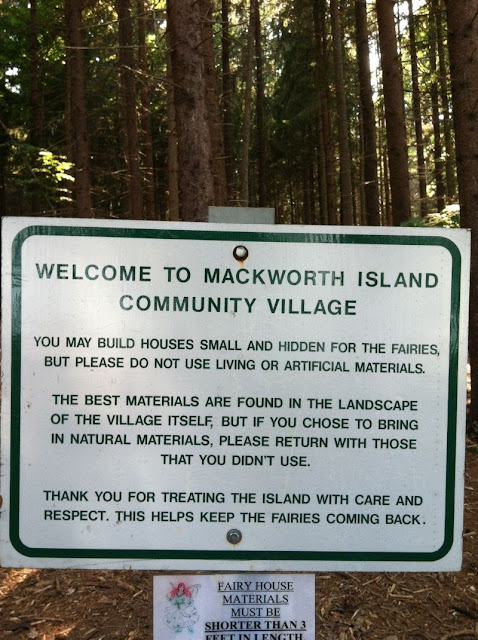 WELCOME TO MACKWORTH ISLAND
COMMUNITY VILLAGE
YOU MAY BUILD HOUSES SMALL AND HIDDEN FOR THE FAIRIES,
BUT PLEASE DO NOT USE LIVING OR ARTIFICIAL MATERIALS.
THE BEST MATERIALS ARE FOUND IN THE LANDSCAPE
OF THE VILLAGE ITSELF, BUT IF YOU CHOSE TO BRING
IN NATURAL MATERIALS, PLEASE RETURN WITH THOSE
THAT YOU DIDN'T USE.
THANK YOU FOR TREATING THE ISLAND WITH CARE AND
RESPECT. THIS HELPS KEEP THE FAIRIES COMING BACK.
FAIRY HOUSE
MATERIALS
MUST BE
SHORTER THAN 3
FEET IN LENGTH